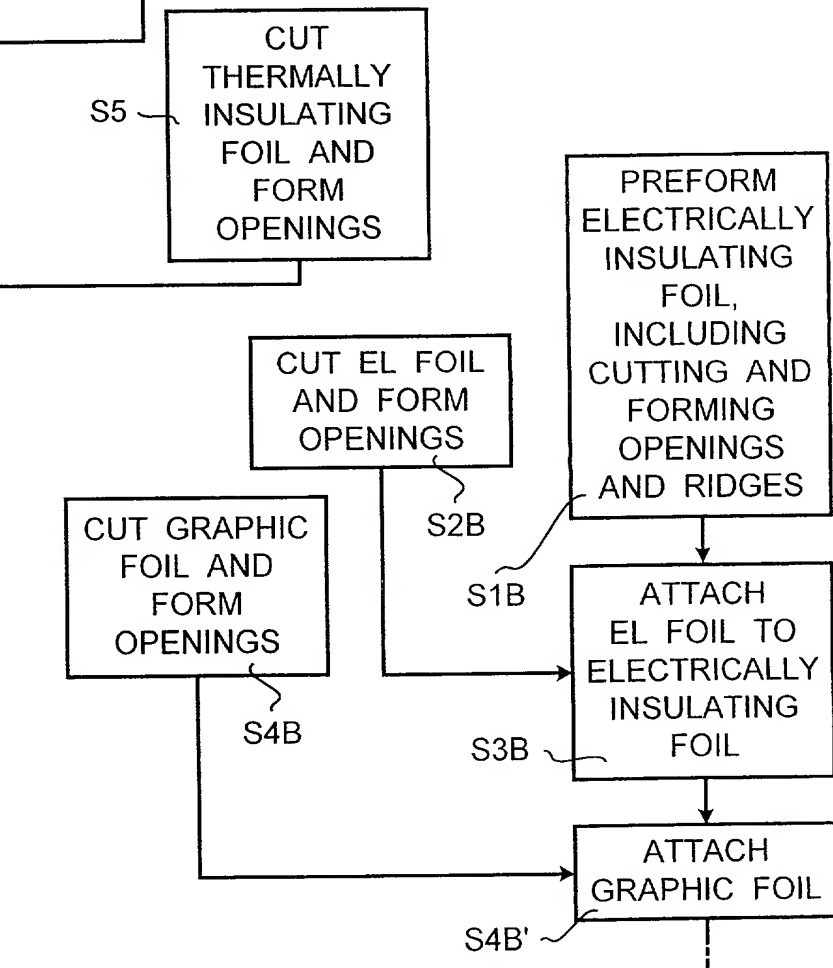 CUT
THERMALLY
INSULATING
FOIL AND
FORM
OPENINGS
S5
PREFORM
ELECTRICALLY
INSULATING
FOIL,
INCLUDING
CUTTING AND
FORMING
OPENINGS
AND RIDGES
S1B
CUT EL FOIL
AND FORM
OPENINGS
S2B
CUT GRAPHIC
FOIL AND
FORM
OPENINGS
S4B
ATTACH
EL FOIL TO
ELECTRICALLY
INSULATING
FOIL
S3B
ATTACH
GRAPHIC FOIL
S4B'